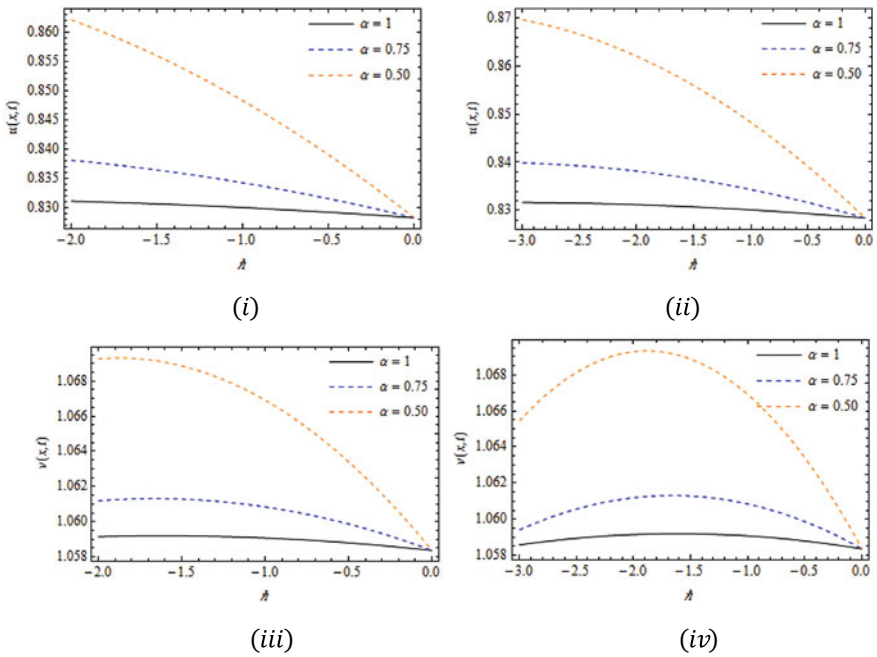 α = 1
α = 0.75
α = 0.50
0.860
0.855
0.850
0.845
0.840
0.835
0.830
u(x,t)
−2.0 −1.5 −1.0 −0.5 0.0
ℏ
(i)
α = 1
α = 0.75
α = 0.50
0.87
0.86
0.85
0.84
0.83
u(x,t)
−3.0 −2.5 −2.0 −1.5 −1.0 −0.5 0.0
ℏ
(ii)
α = 1
α = 0.75
α = 0.50
1.068
1.066
1.064
1.062
1.060
1.058
v(x,t)
−2.0 −1.5 −1.0 −0.5 0.0
ℏ
(iii)
α = 1
α = 0.75
α = 0.50
1.068
1.066
1.064
1.062
1.060
1.058
v(x,t)
−3.0 −2.5 −2.0 −1.5 −1.0 −0.5 0.0
ℏ
(iv)